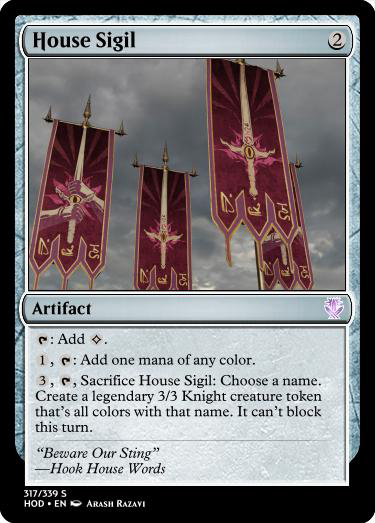 House Sigil 2
Artifact
: Add .
1, : Add one mana of any color.
3, , Sacrifice House Sigil: Choose a name.
Create a legendary 3/3 Knight creature token
that's all colors with that name. It can't block
this turn.
"Beware Our Sting"
—Hook House Words
317/339 S
HOD • EN Arash Razavi